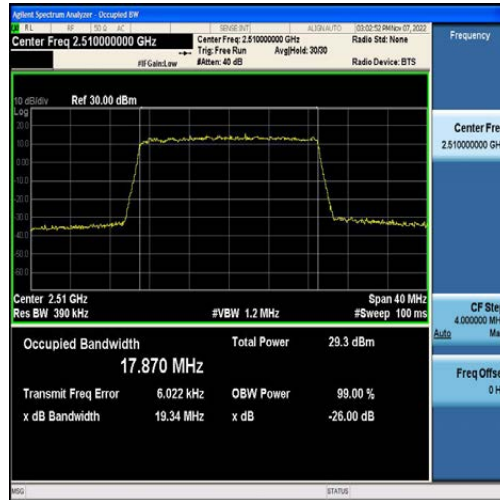 Agilent Spectrum Analyzer - Occupied BW
RL RF 50 Ω AC SENSE:INT ALIGN AUTO 03:02:52 PM Nov 07, 2022
Center Freq 2.510000000 GHz
Center Freq: 2.510000000 GHz
Radio Std: None
Trig: Free Run Avg|Hold: 30/30
#IFGain:Low #Atten: 40 dB Radio Device: BTS
Frequency
10 dB/div Ref 30.00 dBm
Log
20.0
10.0
0.00
-10.0
-20.0
-30.0
-40.0
-50.0
-60.0
Center Fre
2.510000000 GH
Center 2.51 GHz Span 40 MHz
Res BW 390 kHz #VBW 1.2 MHz #Sweep 100 ms
CF Ste
4.000000 MH
Auto Ma
Occupied Bandwidth Total Power 29.3 dBm
17.870 MHz
Transmit Freq Error 6.022 kHz OBW Power 99.00 %
x dB Bandwidth 19.34 MHz x dB -26.00 dB
Freq Offse
0 H
MSG STATUS